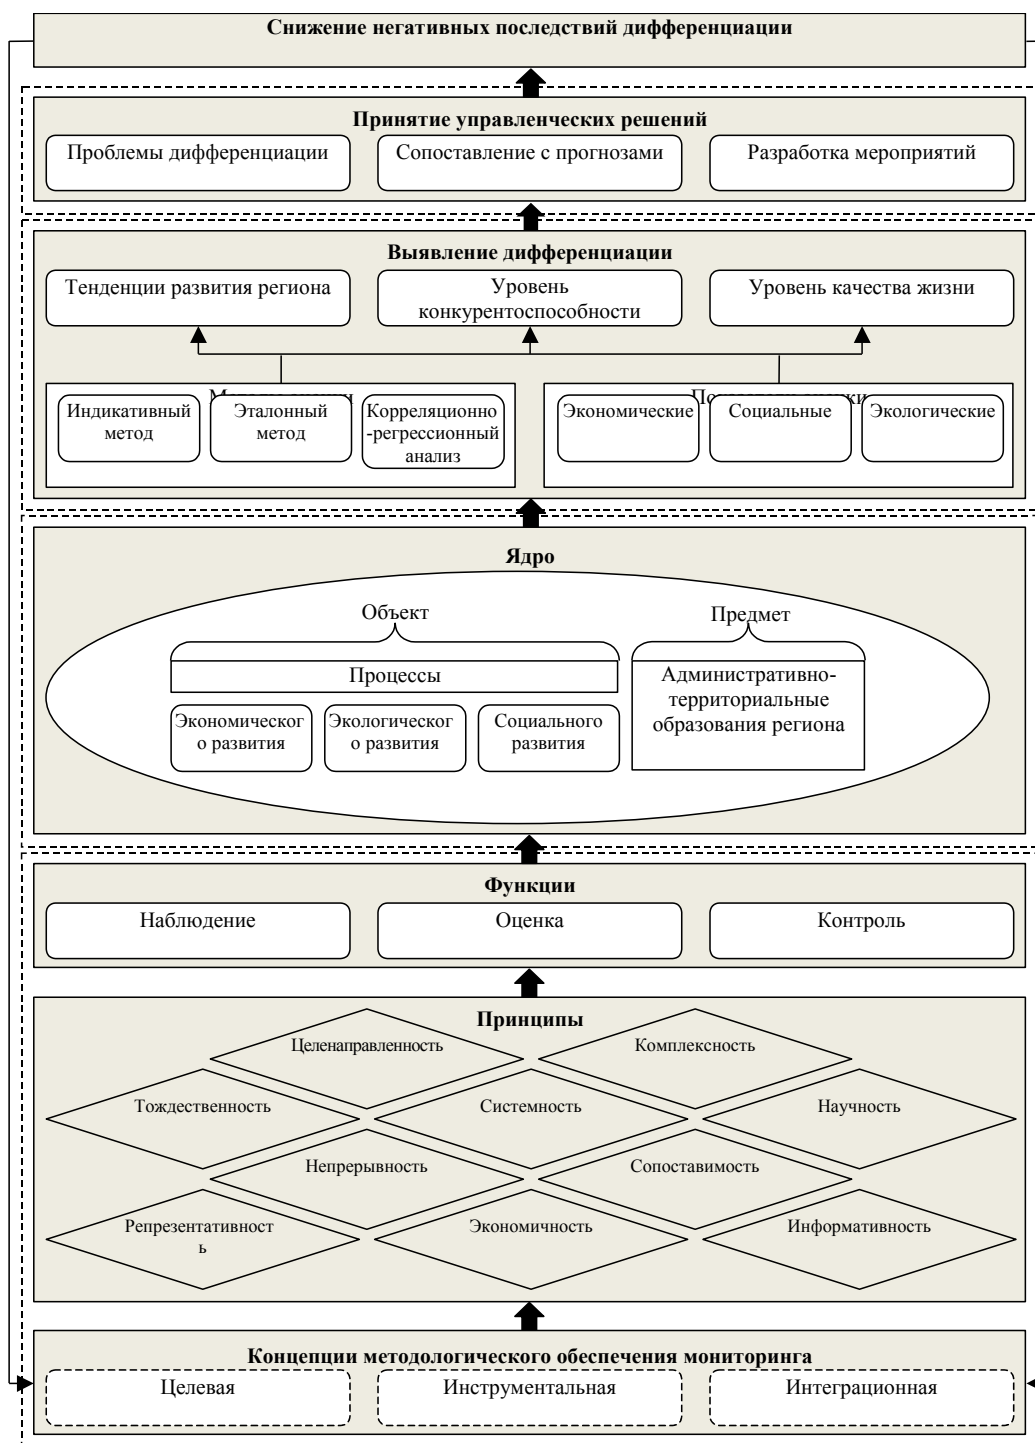 Снижение негативных последствий дифференциации
Принятие управленческих решений
Проблемы дифференциации
Сопоставление с прогнозами
Разработка мероприятий
Выявление дифференциации
Тенденции развития региона
Уровень
конкурентоспособности
Уровень качества жизни
Индикативный
метод
Эталонный
метод
Корреляционно
-регрессионный
анализ
Экономические
Социальные
Экологические
Ядро
Объект
Предмет
Процессы
Экономическог
о развития
Экологическог
о развития
Социального
развития
Административно-
территориальные
образования региона
Функции
Наблюдение
Оценка
Контроль
Принципы
Целенаправленность
Комплексность
Тождественность
Системность
Научность
Непрерывность
Сопоставимость
Репрезентативност
ь
Экономичность
Информативность
Концепции методологического обеспечения мониторинга
Целевая
Инструментальная
Интеграционная